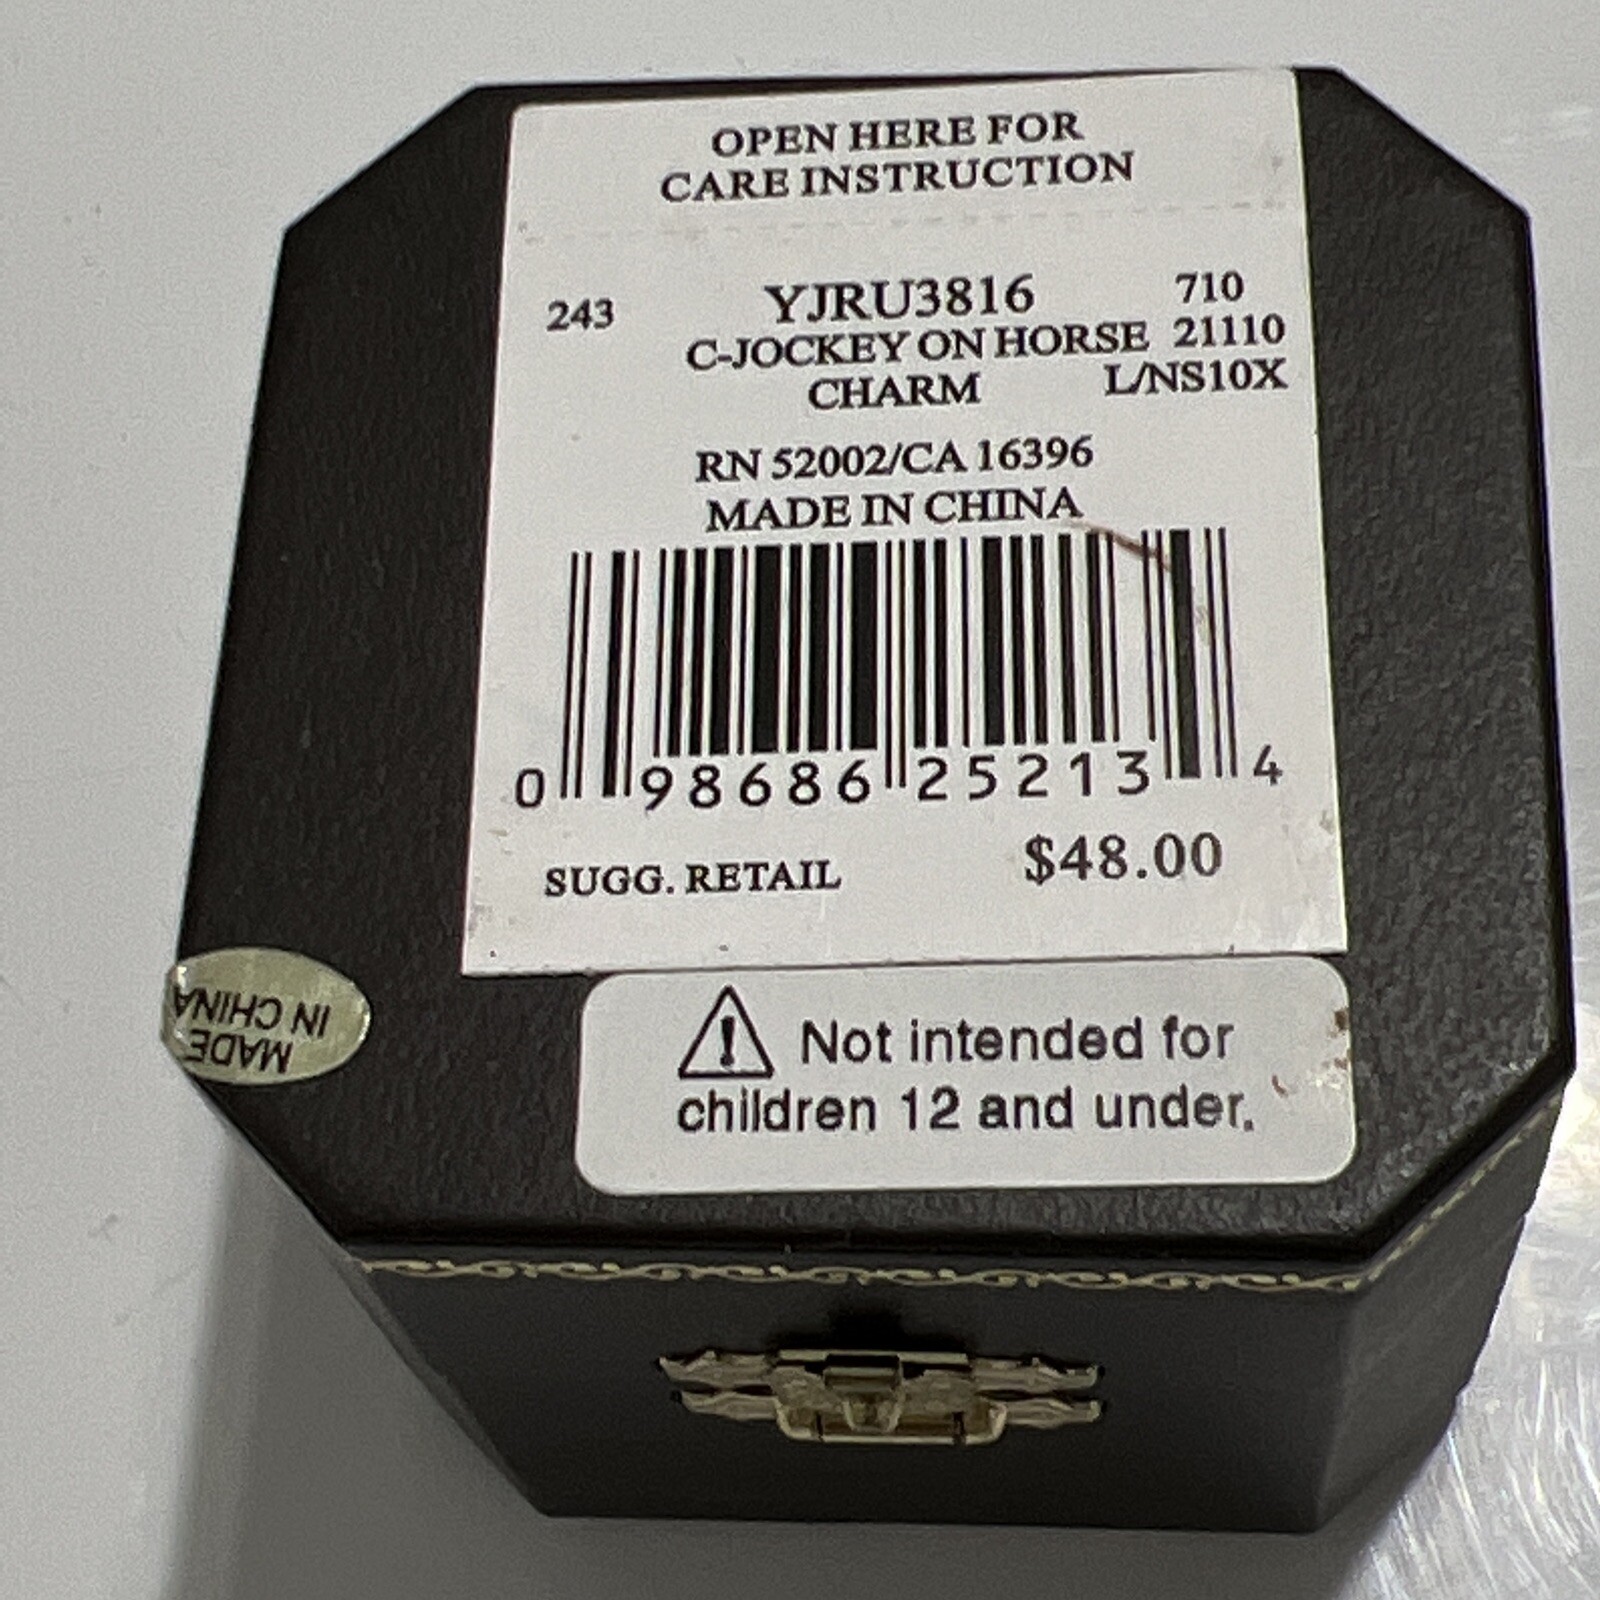 OPEN HERE FOR
CARE INSTRUCTION
243 YJRU3816 710
C-JOCKEY ON HORSE 21110
CHARM L/NS10X
RN 52002/CA 16396
MADE IN CHINA
0 98686 25213 4
SUGG. RETAIL $48.00
Not intended for
children 12 and under.
MADE
IN CHINA